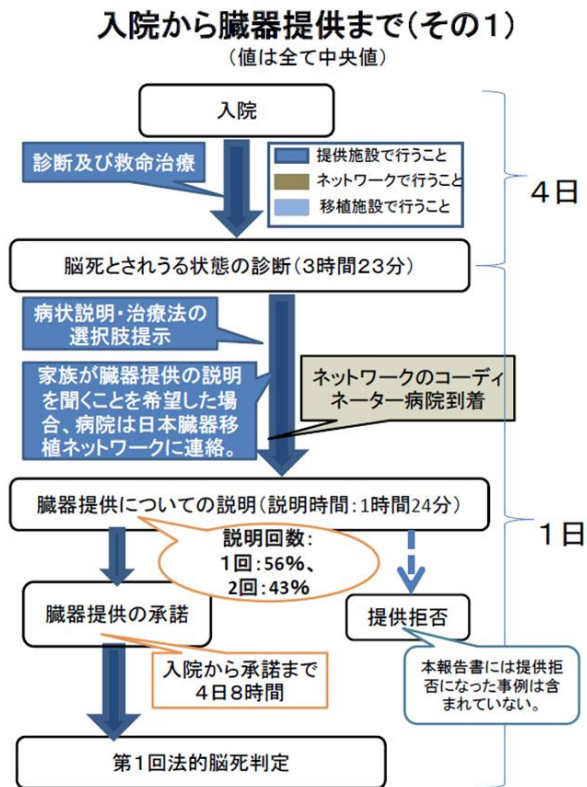 入院から臓器提供まで(その1)
(値は全て中央値)
入院
診断及び救命治療
提供施設で行うこと
ネットワークで行うこと
移植施設で行うこと
4日
脳死とされうる状態の診断(3時間23分)
病状説明・治療法の
選択肢提示
家族が臓器提供の説明
を聞くことを希望した場
合、病院は日本臓器移
植ネットワークに連絡。
ネットワークのコーディ
ネーター病院到着
臓器提供についての説明(説明時間:1時間24分)
説明回数:
1回:56%、
2回:43%
1日
臓器提供の承諾
提供拒否
入院から承諾まで
4日8時間
本報告書には提供拒
否になった事例は含
まれていない。
第1回法的脳死判定